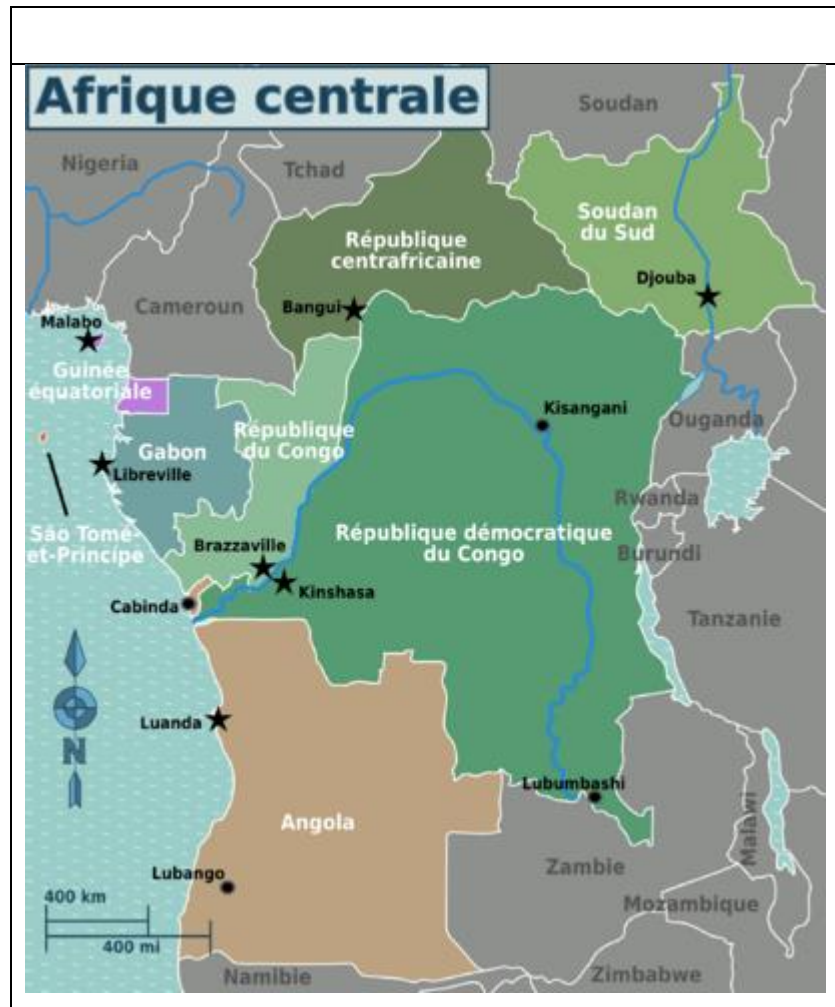 Afrique centrale
Soudan
Nigeria
Tchad
Soudan
du Sud
République
centrafricaine
Djouba
Cameroun
Bangui
Malabo
Guinée
équatoriale
Kisangani
Ouganda
République
du Congo
Gabon
Libreville
Rwanda
São Tomé-
et-Principe
République démocratique
du Congo
Brazzaville
Burundi
Kinshasa
Cabinda
Tanzanie
N
Luanda
Lubumbashi
Angola
Malawi
Zambie
Lubango
400 km
Mozambique
400 mi
Namibie
Zimbabwe